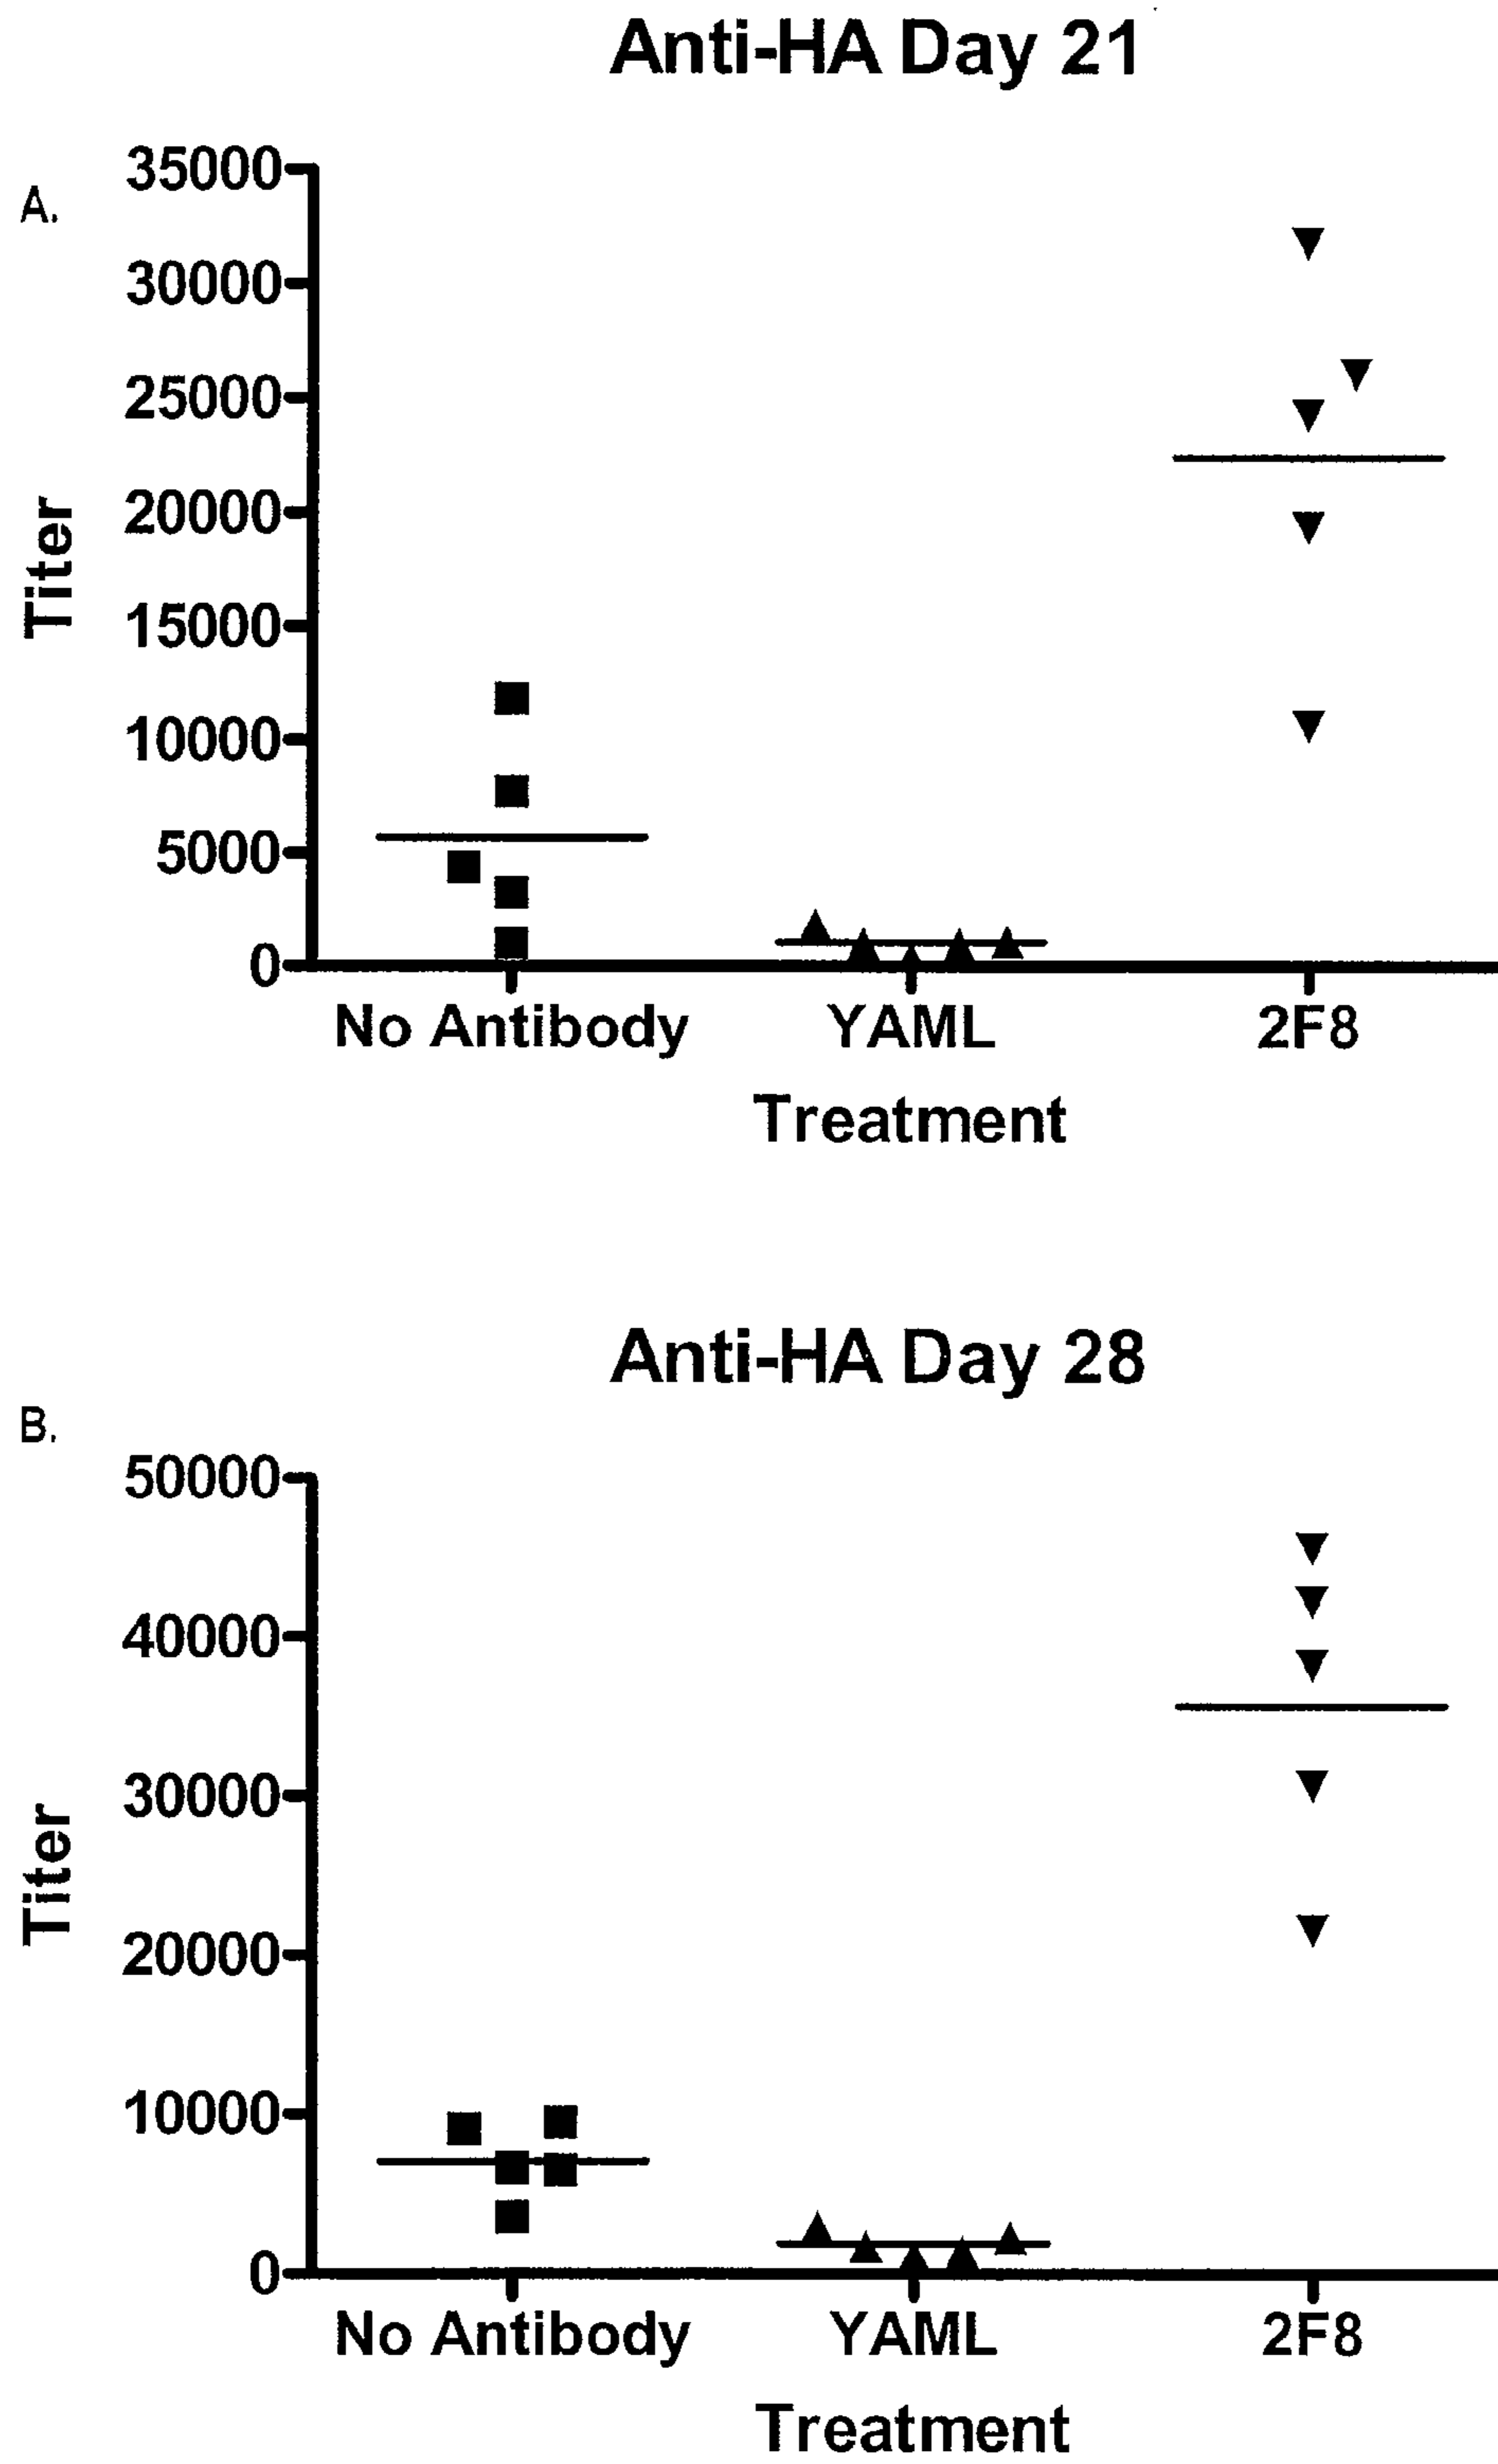 Anti-HA Day 21
A.
35000
30000
25000
20000
15000
10000
5000
0
Titer
No Antibody YAML 2F8
Treatment
Anti-HA Day 28
B.
50000
40000
30000
20000
10000
0
Titer
No Antibody YAML 2F8
Treatment